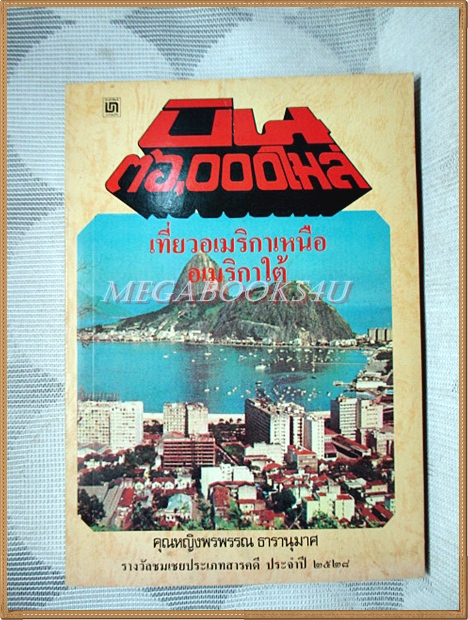 บิน
๓๖,๐๐๐ไมล์
เที่ยวอเมริกาเหนือ
อเมริกาใต้
MEGABOOKS4U
คุณหญิงพรพรรณ ธารานุมาศ
รางวัลชมเชยประเภทสารคดี ประจำปี ๒๕๒๘